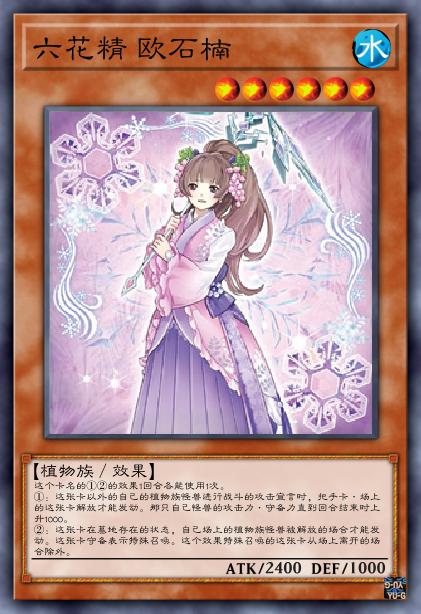 六花精 欧石楠
水
【植物族／效果】
这个卡名的①②的效果1回合各能使用1次。
①：这张卡以外的自己的植物族怪兽进行战斗的攻击宣言时，把手卡·场上
的这张卡解放才能发动。那只自己怪兽的攻击力·守备力直到回合结束时上
升1000。
②：这张卡在墓地存在的状态，自己场上的植物族怪兽被解放的场合才能发
动。这张卡守备表示特殊召唤。这个效果特殊召唤的这张卡从场上离开的场
合除外。
ATK/2400 DEF/1000